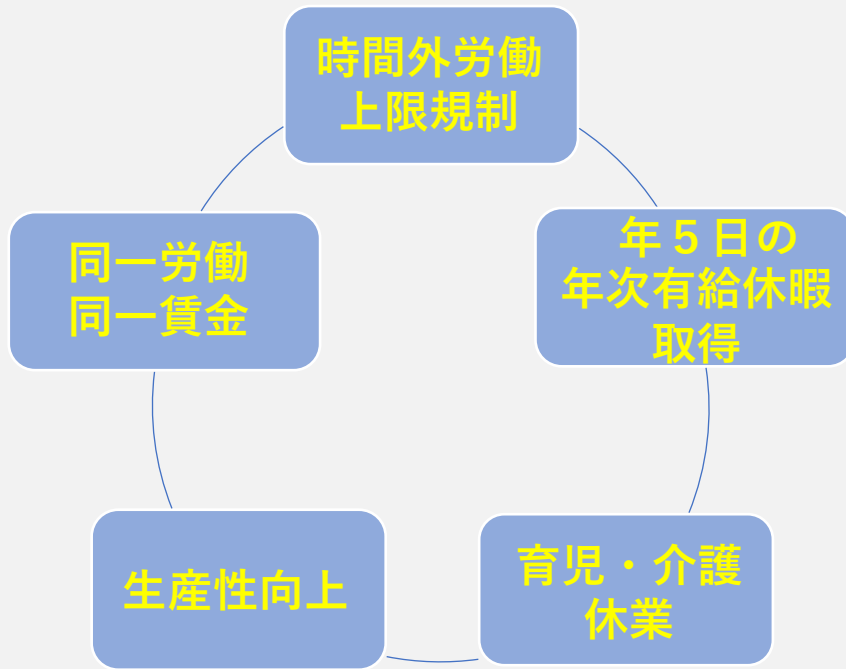 時間外労働
上限規制
年５日の
年次有給休暇
取得
育児・介護
休業
生産性向上
同一労働
同一賃金